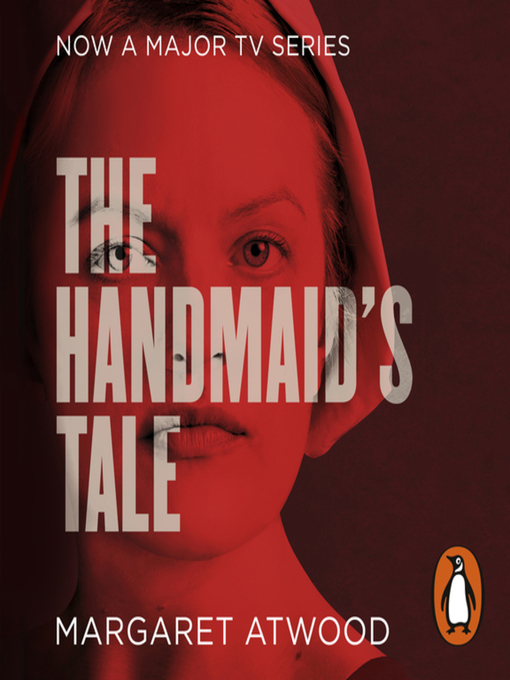 NOW A MAJOR TV SERIES
THE
HANDMAID'S
TALE
MARGARET ATWOOD